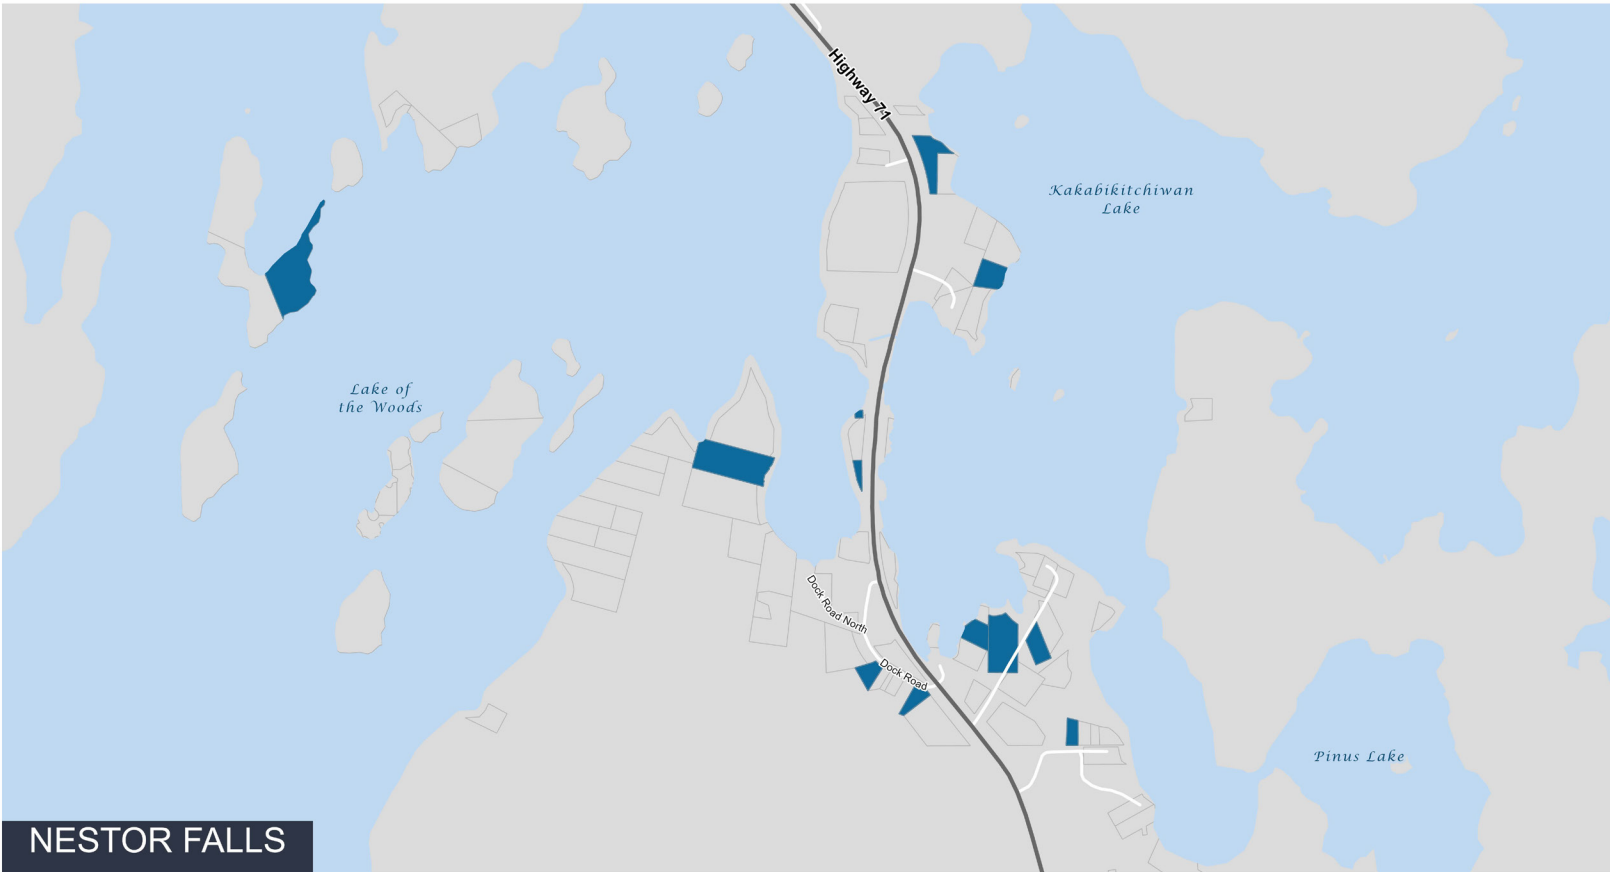 Highway 71
Kakabikitchiwan
Lake
Lake of
the Woods
Dock Road North
Dock Road
Pinus Lake
NESTOR FALLS